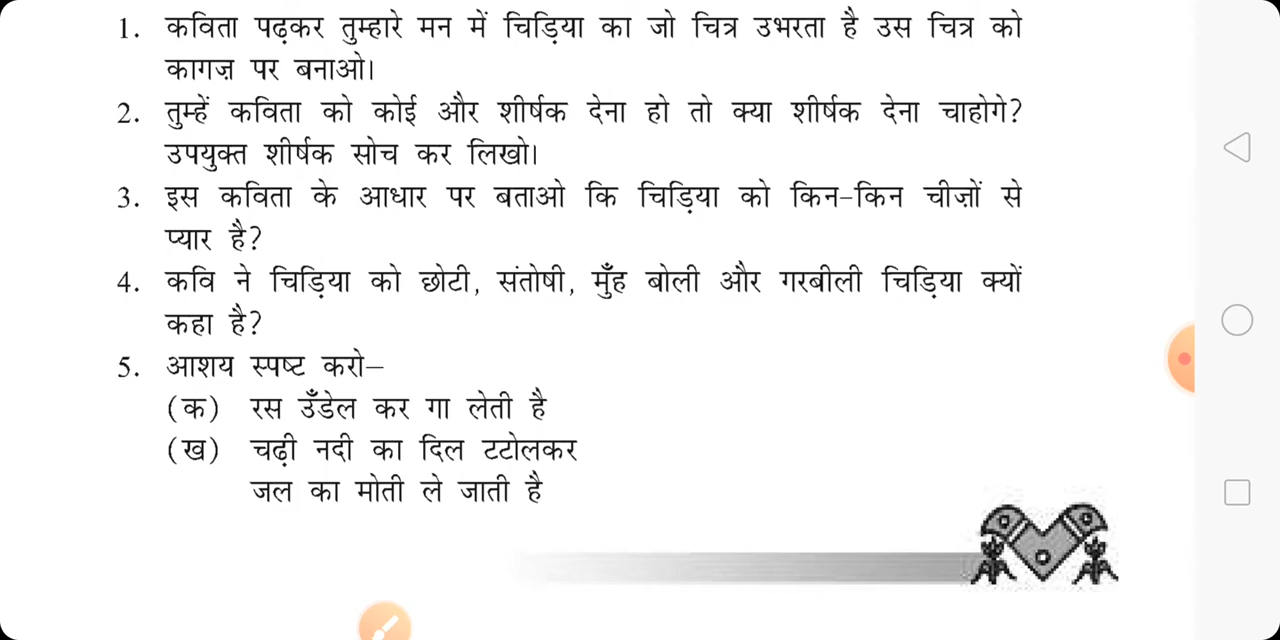 1. कविता पढ़कर तुम्हारे मन में चिड़िया का जो चित्र उभरता है उस चित्र को
कागज़ पर बनाओ।
2. तुम्हें कविता को कोई और शीर्षक देना हो तो क्या शीर्षक देना चाहोगे?
उपयुक्त शीर्षक सोच कर लिखो।
3. इस कविता के आधार पर बताओ कि चिड़िया को किन-किन चीज़ों से
प्यार है?
4. कवि ने चिड़िया को छोटी, संतोषी, मुँह बोली और गरबीली चिड़िया क्यों
कहा है?
5. आशय स्पष्ट करो–
(क) रस उँडेल कर गा लेती है
(ख) चढ़ी नदी का दिल टटोलकर
जल का मोती ले जाती है